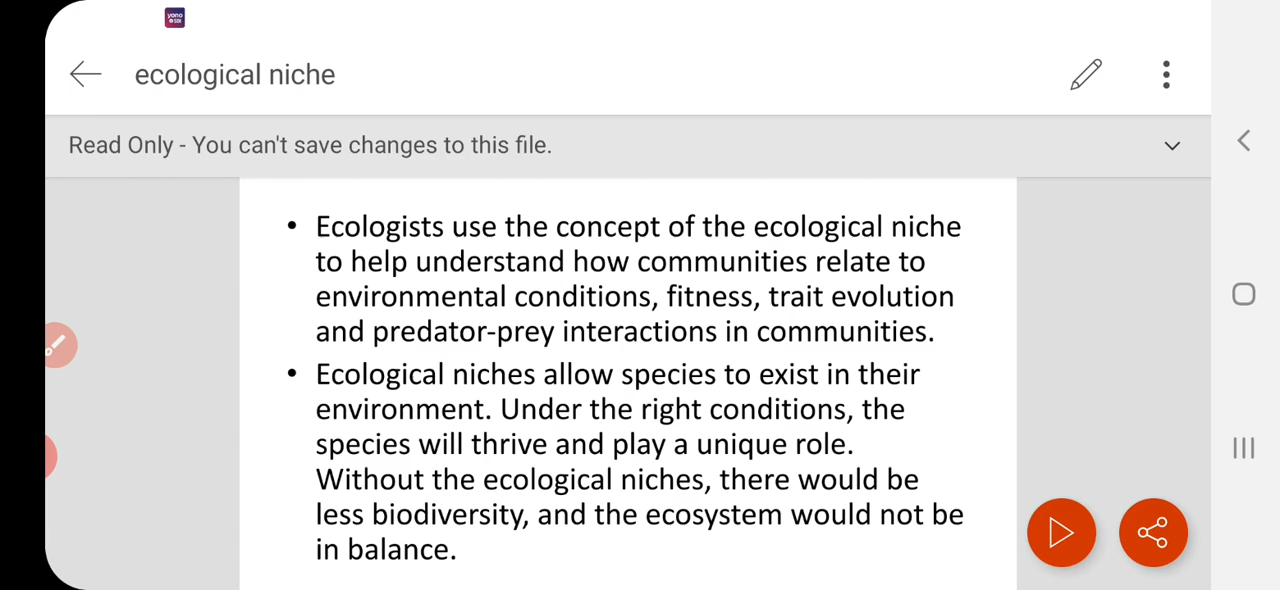 yono
SBI
ecological niche
Read Only - You can't save changes to this file.
• Ecologists use the concept of the ecological niche
to help understand how communities relate to
environmental conditions, fitness, trait evolution
and predator-prey interactions in communities.
• Ecological niches allow species to exist in their
environment. Under the right conditions, the
species will thrive and play a unique role.
Without the ecological niches, there would be
less biodiversity, and the ecosystem would not be
in balance.